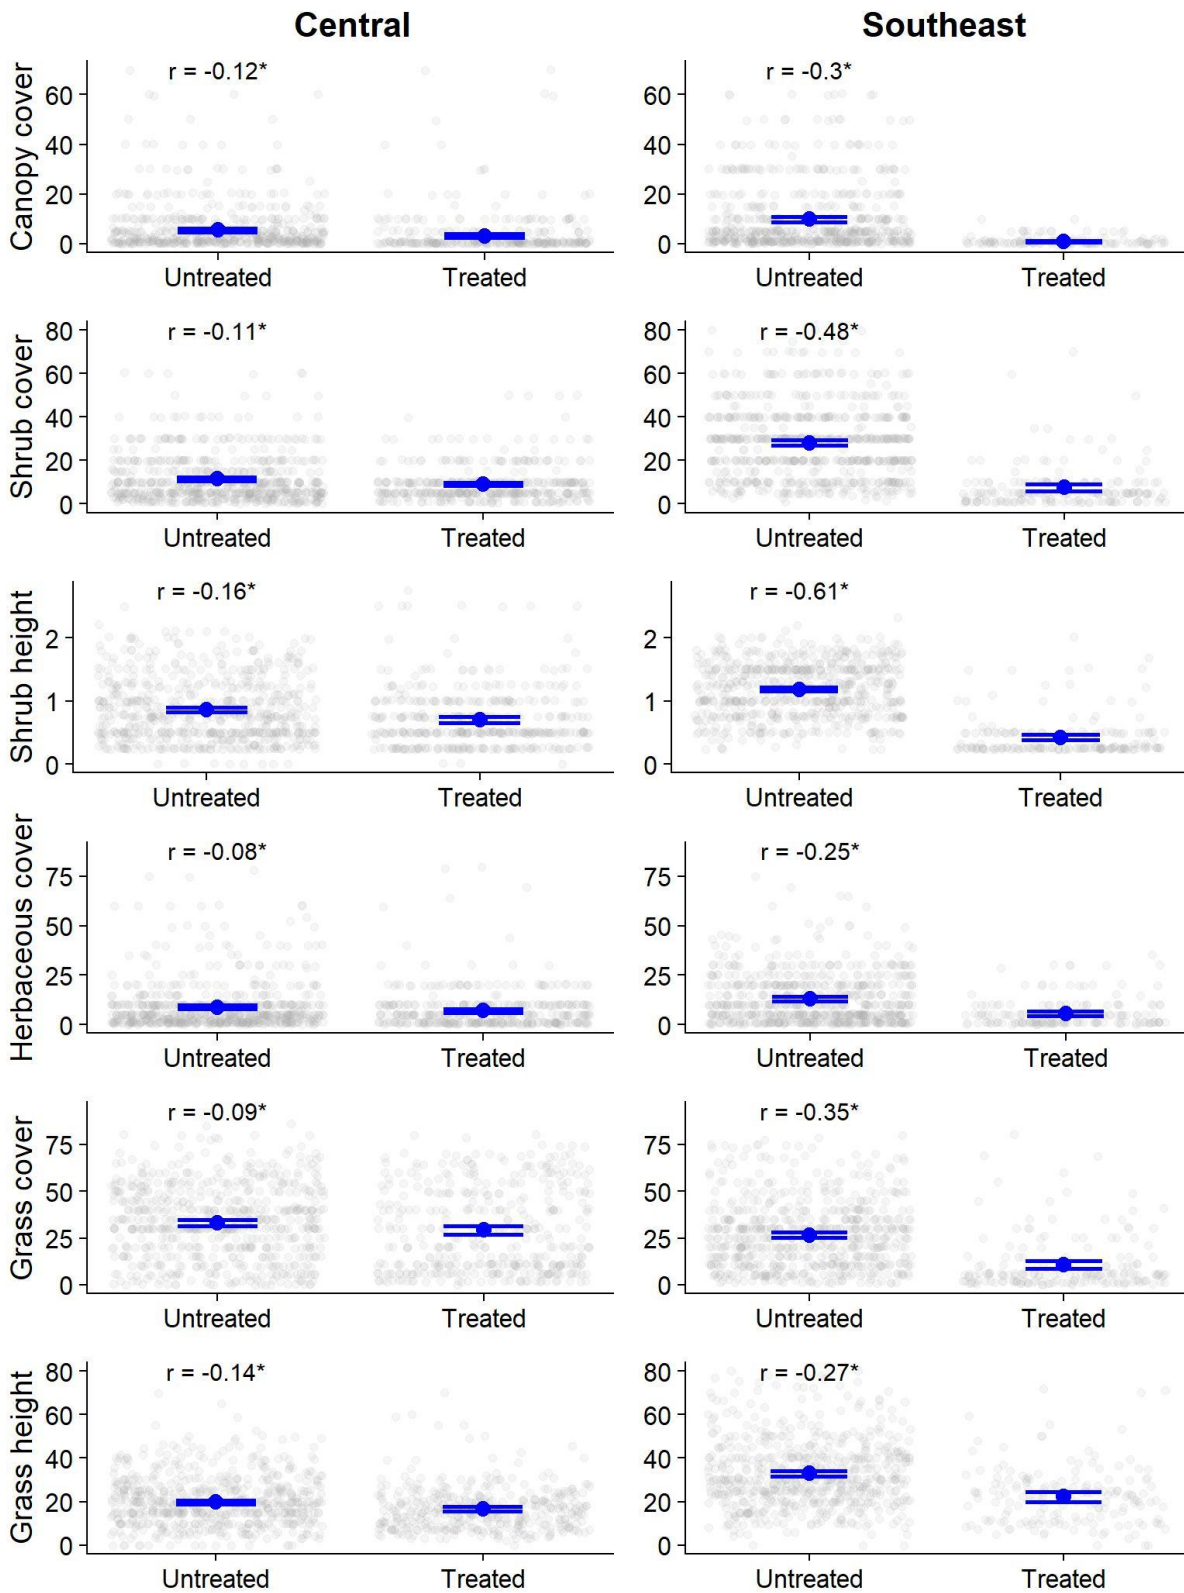 Central Southeast
Canopy cover
r = -0.12* r = -0.3*
60 60
40 40
20 20
0 0
Untreated Treated Untreated Treated
Shrub cover
r = -0.11* r = -0.48*
80 80
60 60
40 40
20 20
0 0
Untreated Treated Untreated Treated
Shrub height
r = -0.16* r = -0.61*
2 2
1 1
0 0
Untreated Treated Untreated Treated
Herbaceous cover
r = -0.08* r = -0.25*
75 75
50 50
25 25
0 0
Untreated Treated Untreated Treated
Grass cover
r = -0.09* r = -0.35*
75 75
50 50
25 25
0 0
Untreated Treated Untreated Treated
Grass height
r = -0.14* r = -0.27*
80 80
60 60
40 40
20 20
0 0
Untreated Treated Untreated Treated